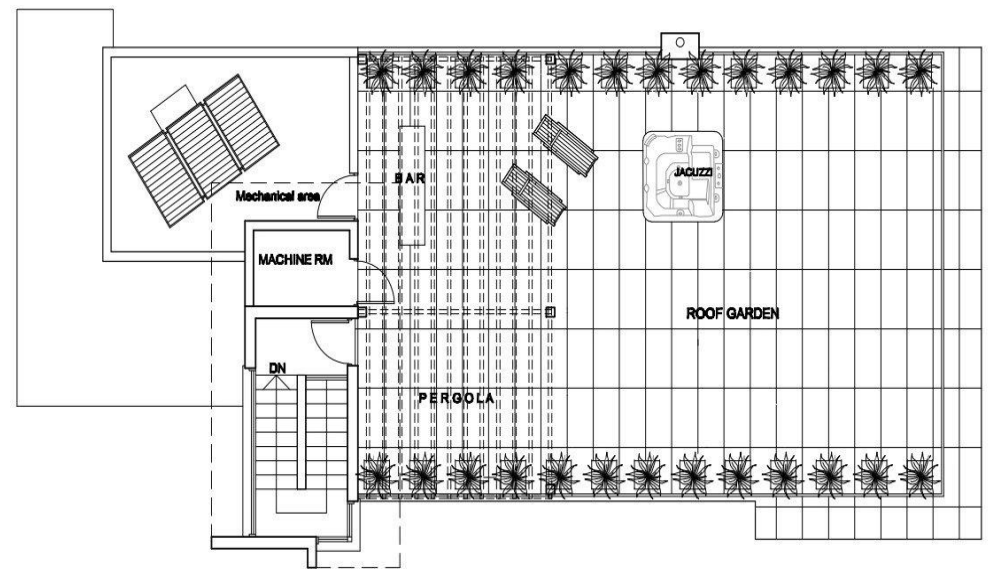 BAR
JACUZZI
Mechanical area
MACHINE RM
ROOF GARDEN
DN
PERGOLA